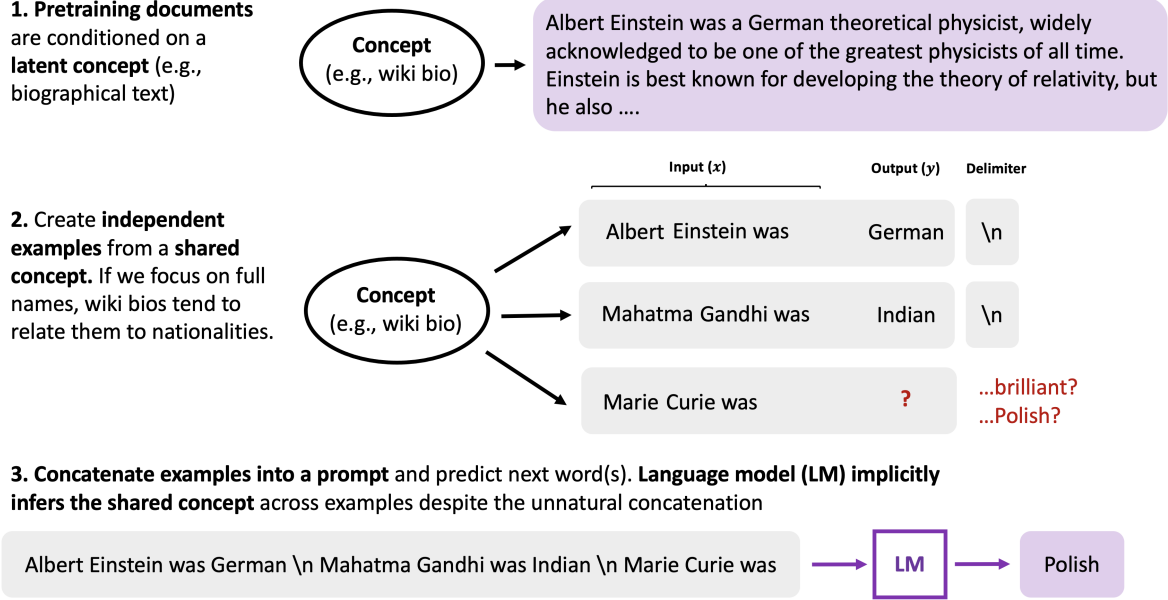 1. Pretraining documents
are conditioned on a
latent concept (e.g.,
biographical text)
Concept
(e.g., wiki bio)
Albert Einstein was a German theoretical physicist, widely
acknowledged to be one of the greatest physicists of all time.
Einstein is best known for developing the theory of relativity, but
he also ….
Input (x)
Output (y)
Delimiter
2. Create independent
examples from a shared
concept. If we focus on full
names, wiki bios tend to
relate them to nationalities.
Concept
(e.g., wiki bio)
Albert Einstein was German \n
Mahatma Gandhi was Indian \n
Marie Curie was ?
...brilliant?
...Polish?
3. Concatenate examples into a prompt and predict next word(s). Language model (LM) implicitly
infers the shared concept across examples despite the unnatural concatenation
Albert Einstein was German \n Mahatma Gandhi was Indian \n Marie Curie was
LM
Polish